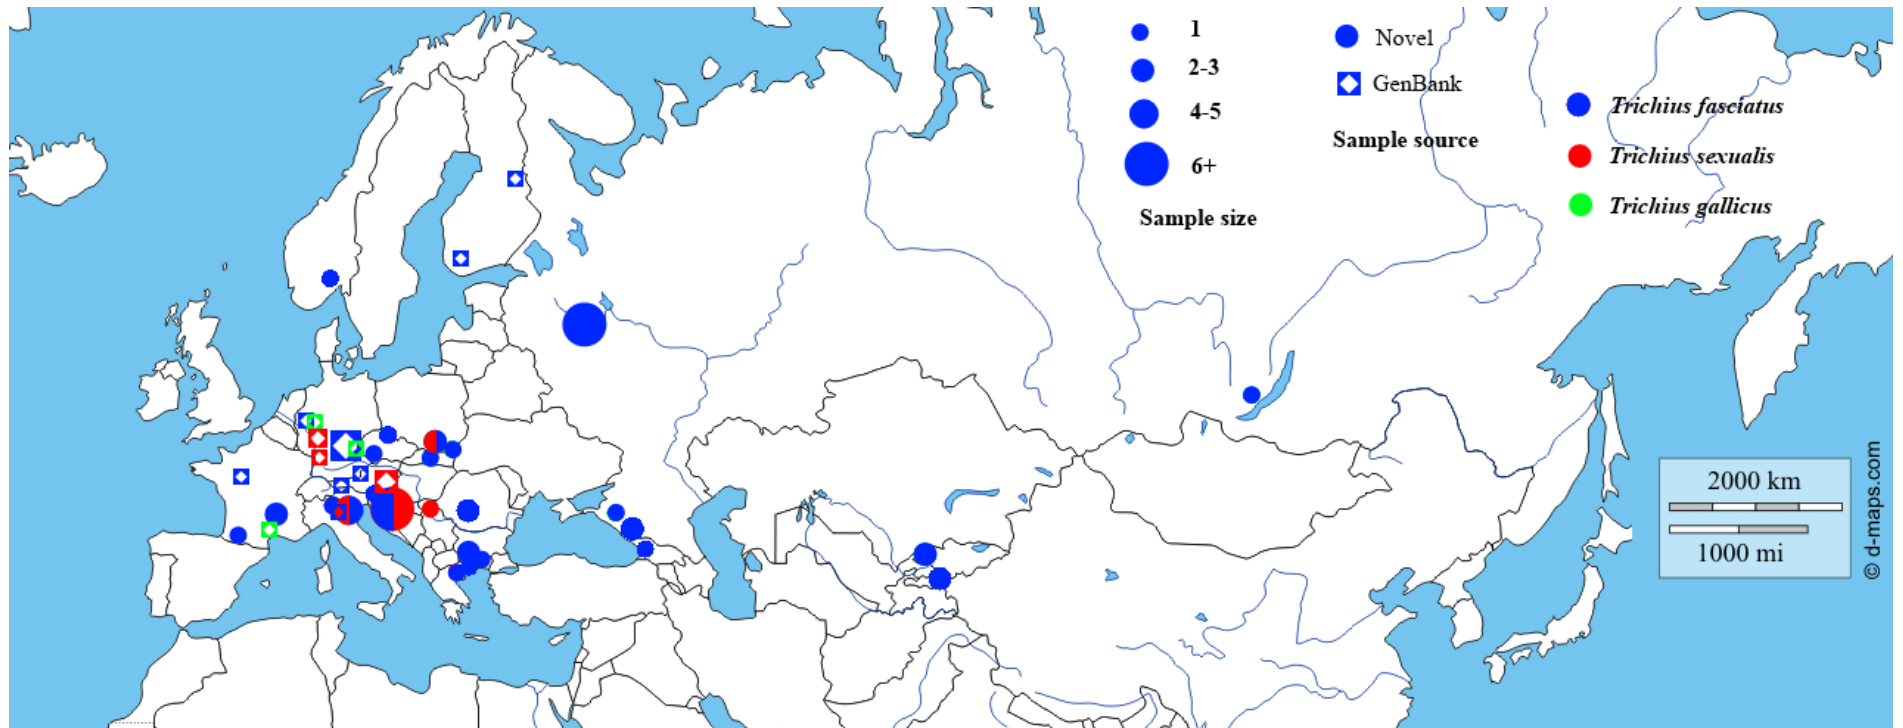 1
2-3
4-5
6+
Sample size
Novel
GenBank
Sample source
Trichius fasciatus
Trichius sexualis
Trichius gallicus
2000 km
1000 mi
© d-maps.com